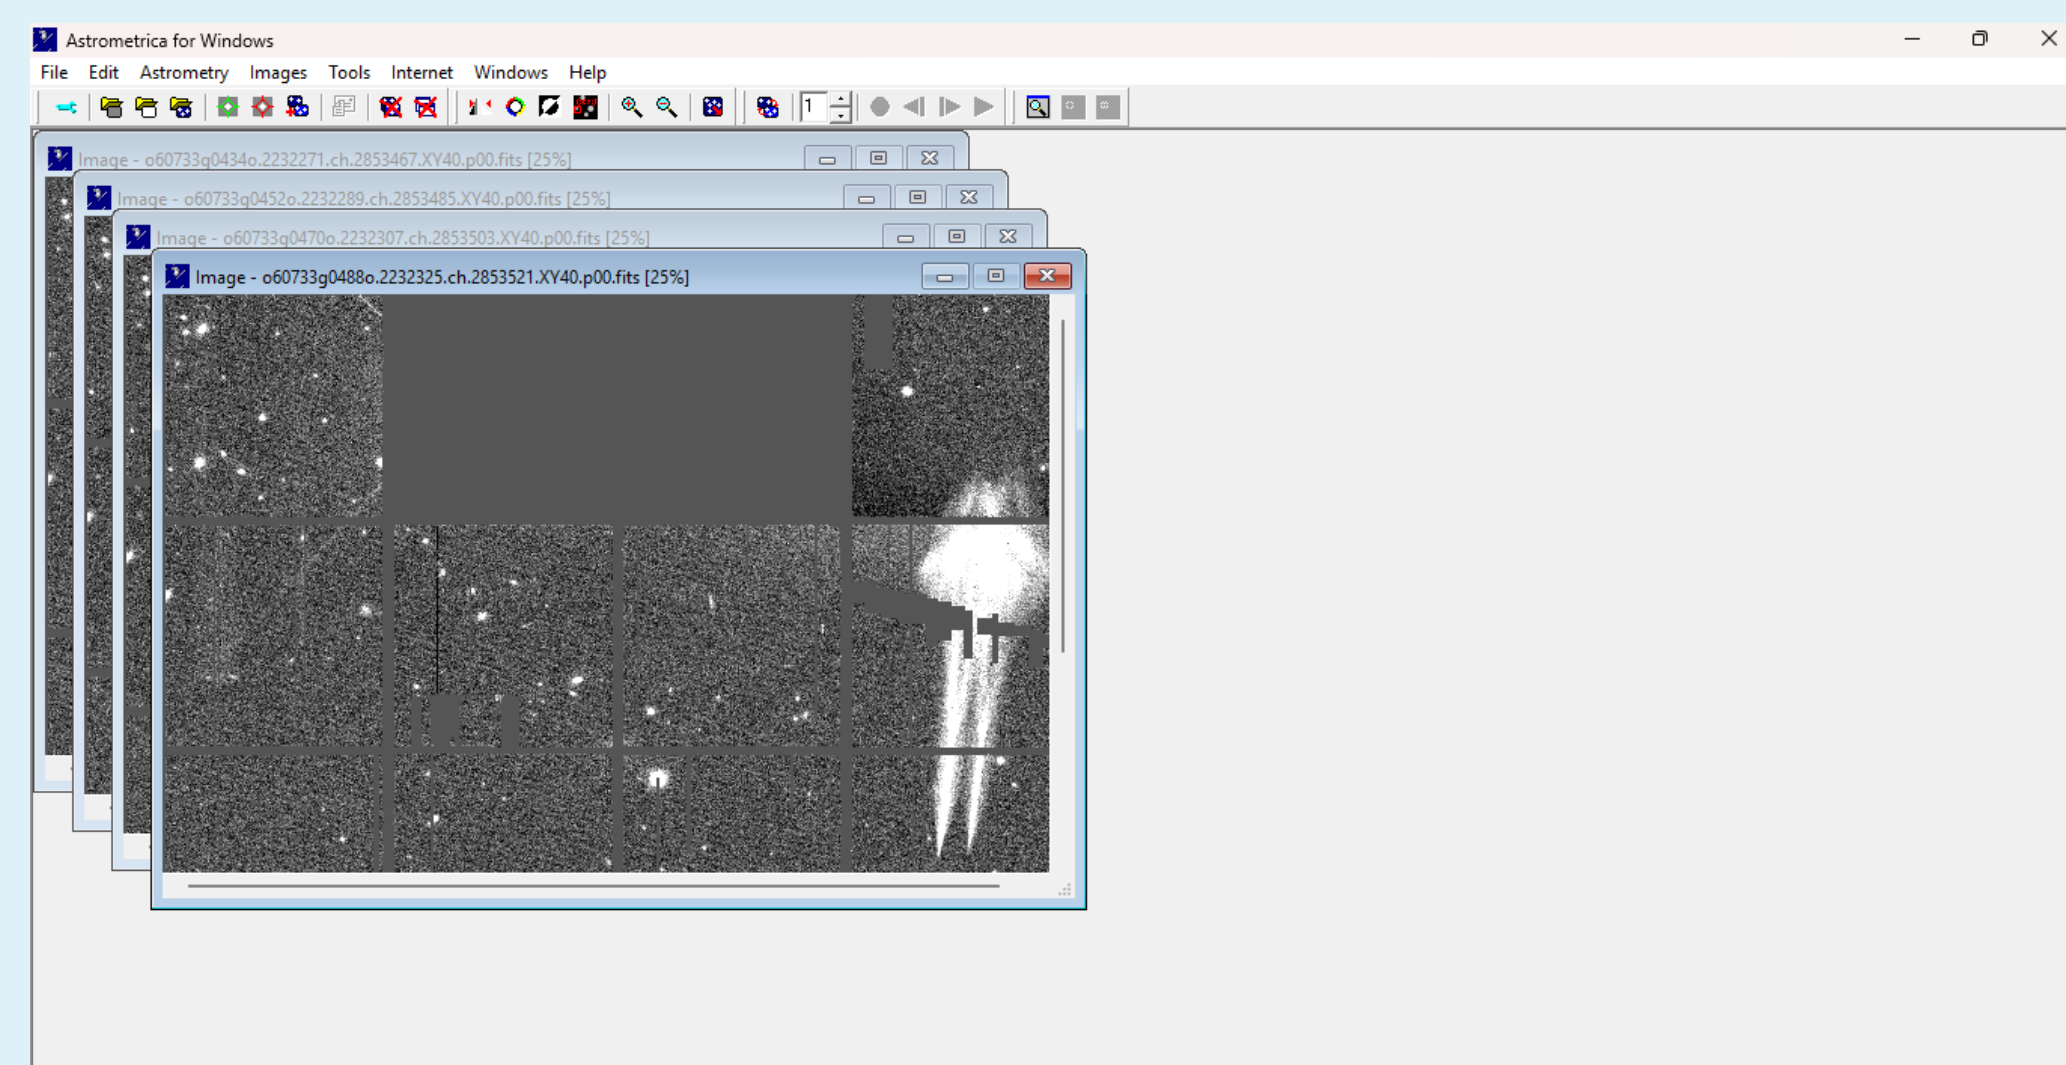 Astrometrica for Windows
File Edit Astrometry Images Tools Internet Windows Help
1
Image - o60733g0434o.2232271.ch.2853467.XY40.p00.fits [25%]
Image - o60733g0452o.2232289.ch.2853485.XY40.p00.fits [25%]
Image - o60733g0470o.2232307.ch.2853503.XY40.p00.fits [25%]
Image - o60733g0488o.2232325.ch.2853521.XY40.p00.fits [25%]